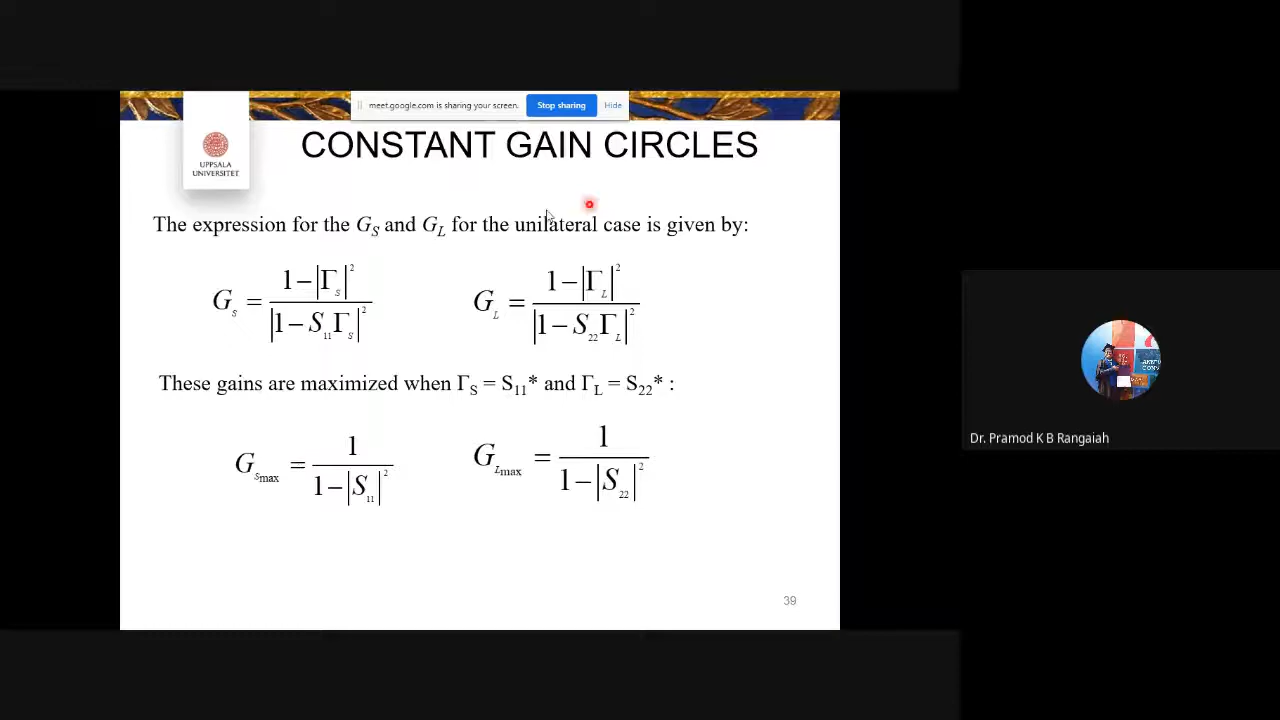 meet.google.com is sharing your screen. Stop sharing Hide
UPPSALA
UNIVERSITET
CONSTANT GAIN CIRCLES
The expression for the G_S and G_L for the unilateral case is given by:
G_S = (1−|Γ_S|^2) / |1−S_11 Γ_S|^2
G_L = (1−|Γ_L|^2) / |1−S_22 Γ_L|^2
These gains are maximized when Γ_S = S_11* and Γ_L = S_22* :
G_Smax = 1 / (1−|S_11|^2)
G_Lmax = 1 / (1−|S_22|^2)
39
Dr. Pramod K B Rangaiah